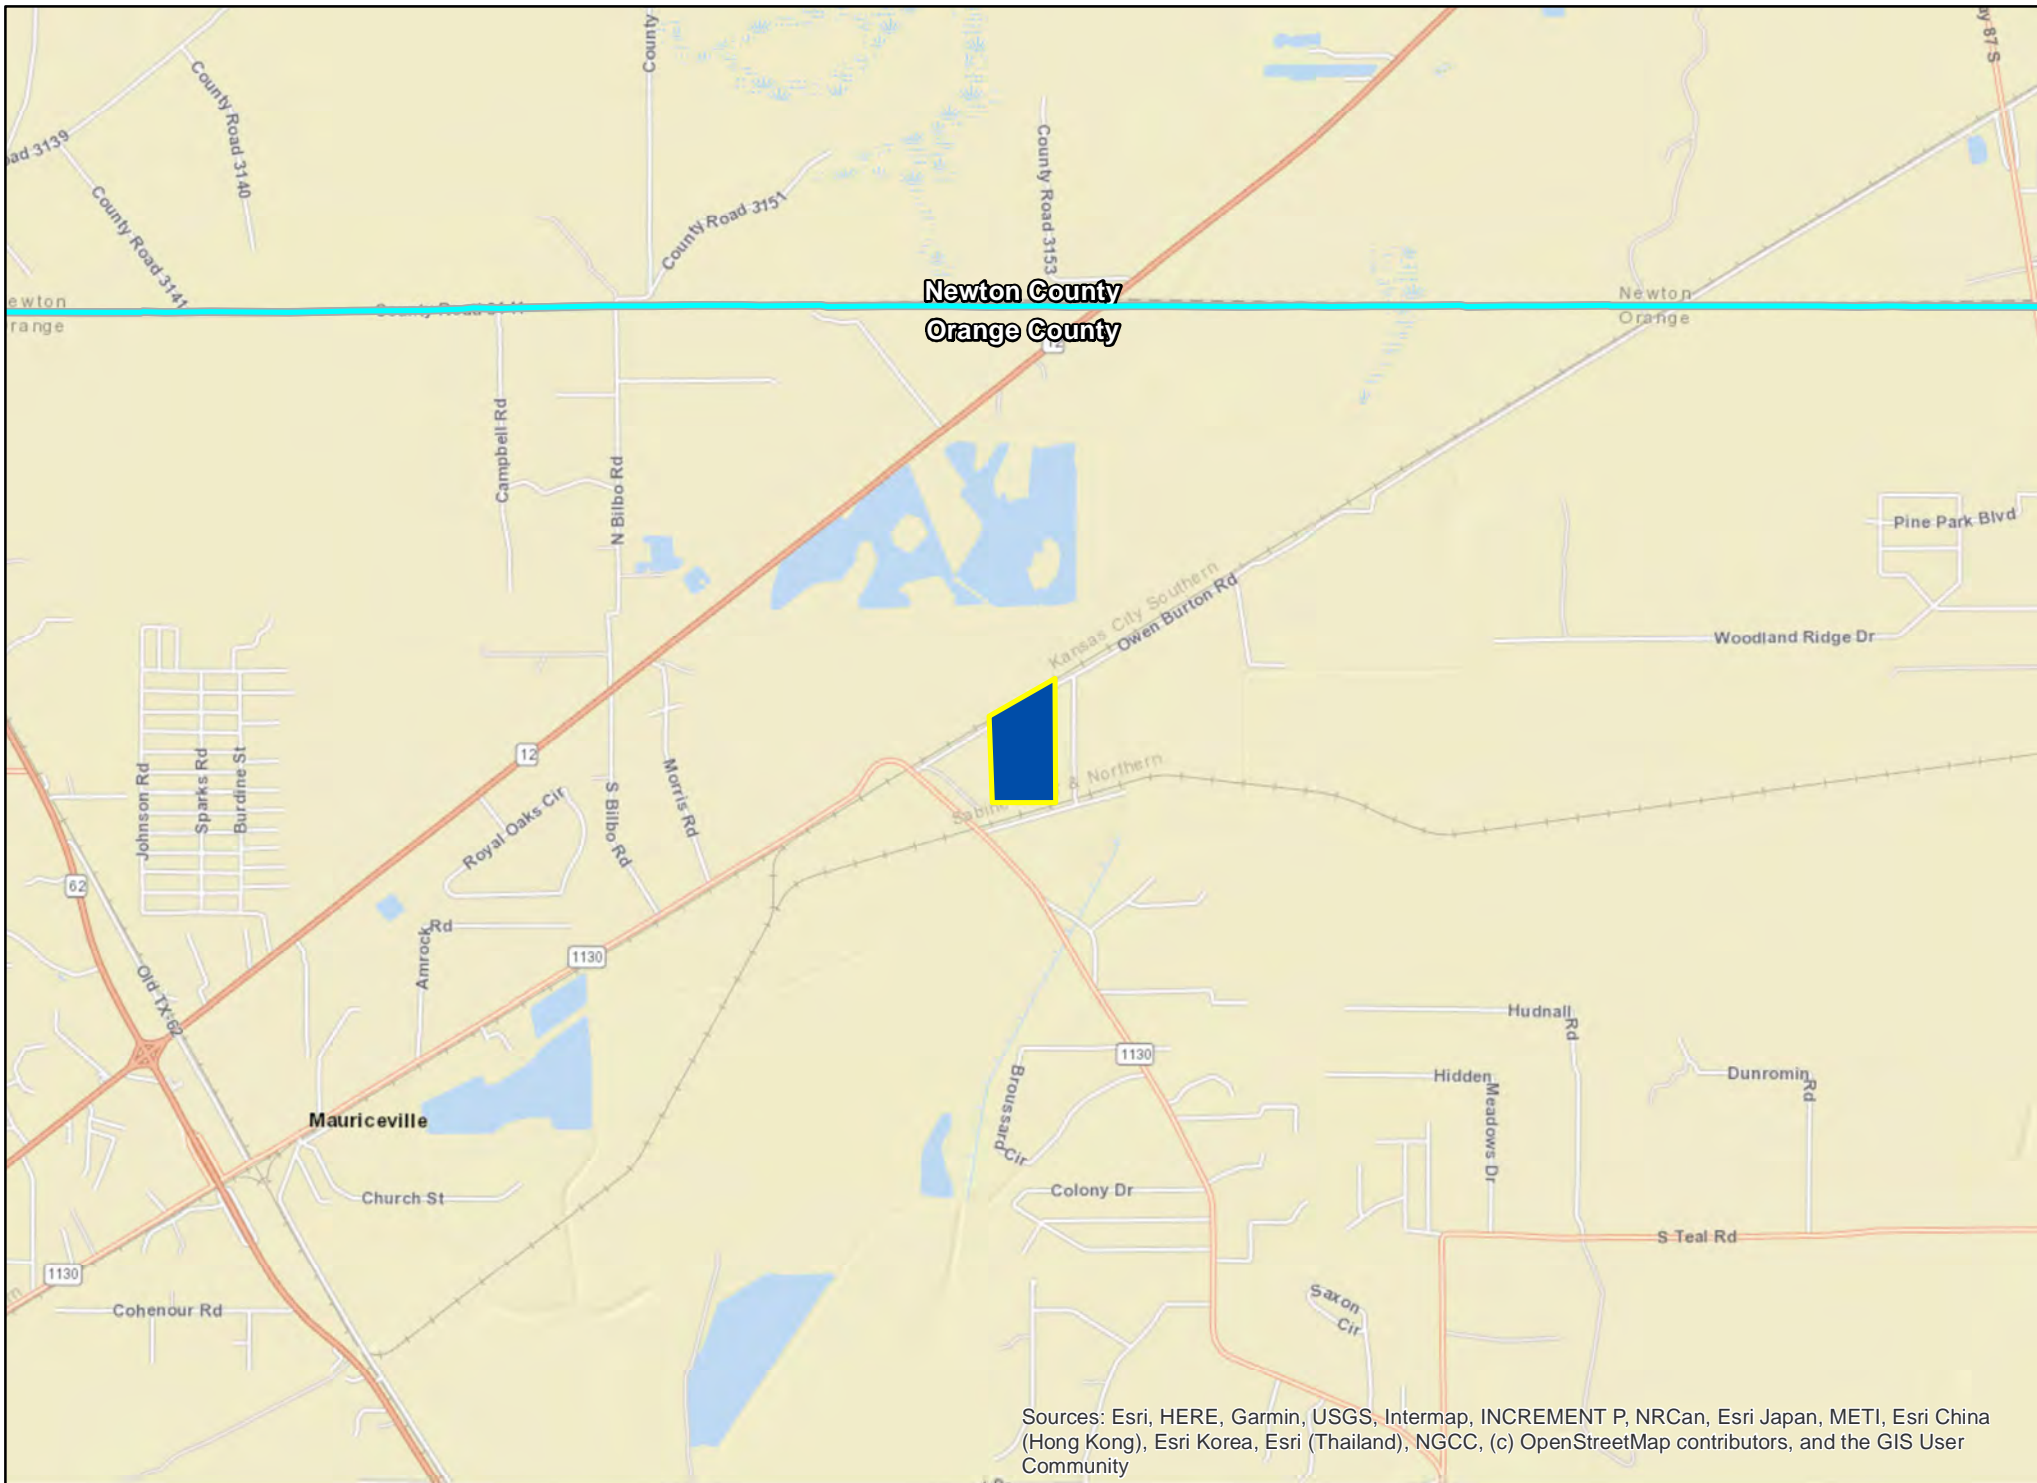 County
ay 87 S
County Road 3140
oad 3139
County Road 3141
County Road 3151
County Road 3153
Newton County
Orange County
ewton
range
Newton
Orange
Campbell Rd
N Bilbo Rd
Pine Park Blvd
Kansas City Southern
Owen Burton Rd
Woodland Ridge Dr
12
Johnson Rd
Sparks Rd
Burdine St
Royal Oaks Cir
S Bilbo Rd
Morris Rd
Sabine
& Northern
62
Old TX-62
Amrock Rd
1130
Hudnall Rd
1130
Broussard Cir
Hidden Meadows Dr
Dunromin Rd
Mauriceville
Church St
Colony Dr
S Teal Rd
1130
Cohenour Rd
Saxon Cir
Sources: Esri, HERE, Garmin, USGS, Intermap, INCREMENT P, NRCan, Esri Japan, METI, Esri China
(Hong Kong), Esri Korea, Esri (Thailand), NGCC, (c) OpenStreetMap contributors, and the GIS User
Community